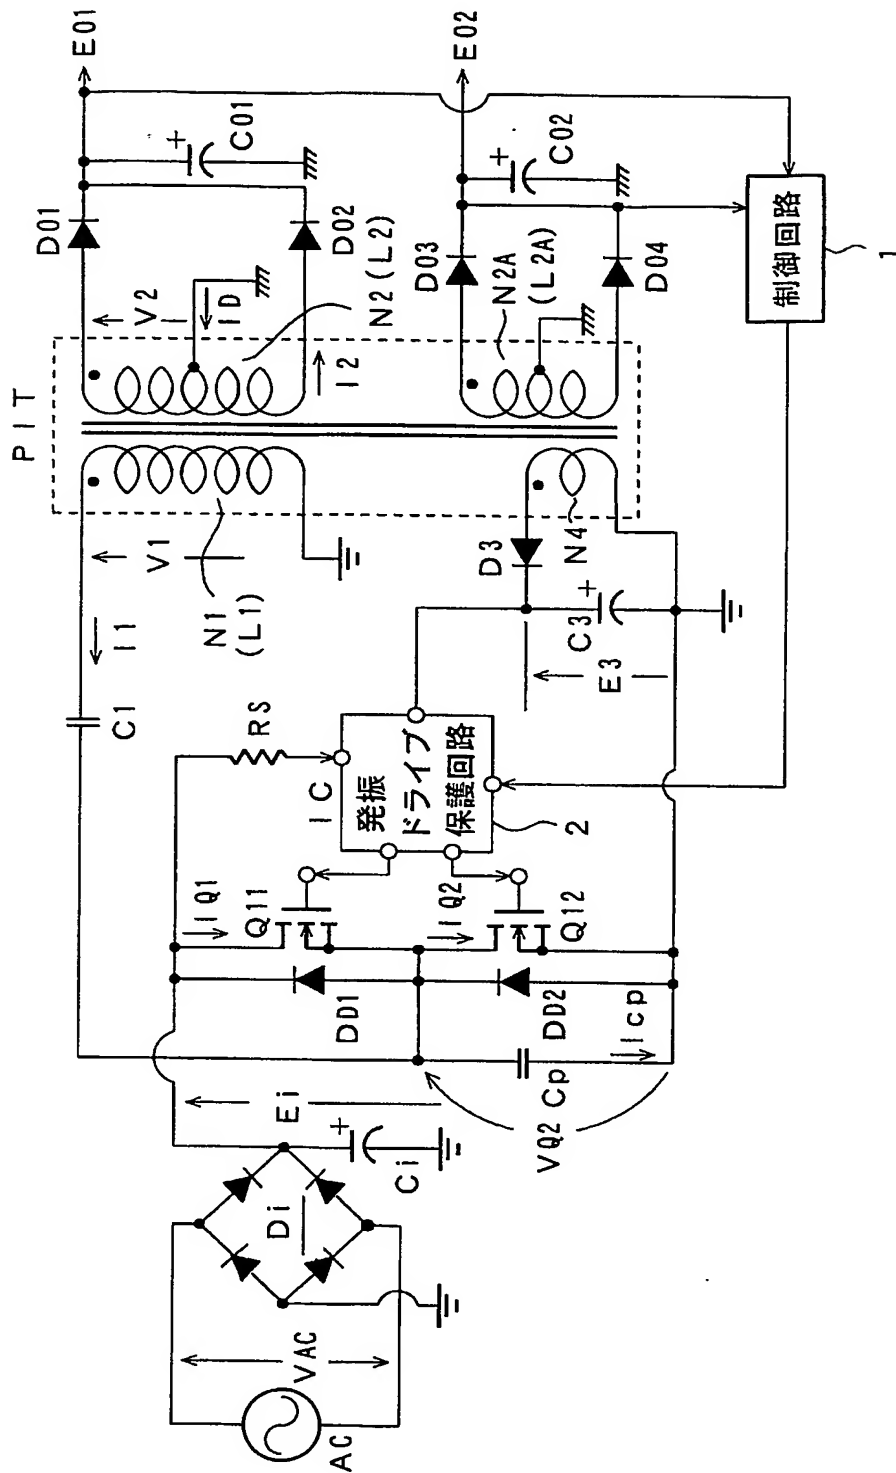 PIT
E01
E02
C01
C02
D01
D02
D03
D04
V2
ID
N2(L2)
I2
N2A
(L2A)
制御回路
1
V1
I1
N1
(L1)
C1
RS
D3
N4
C3
E3
IC
発振
ドライブ
保護回路
2
IQ1
Q11
IQ2
Q12
DD1
DD2
Icp
Cp
VQ2
Ei
Ci
Di
VAC
AC
+
+
+
+